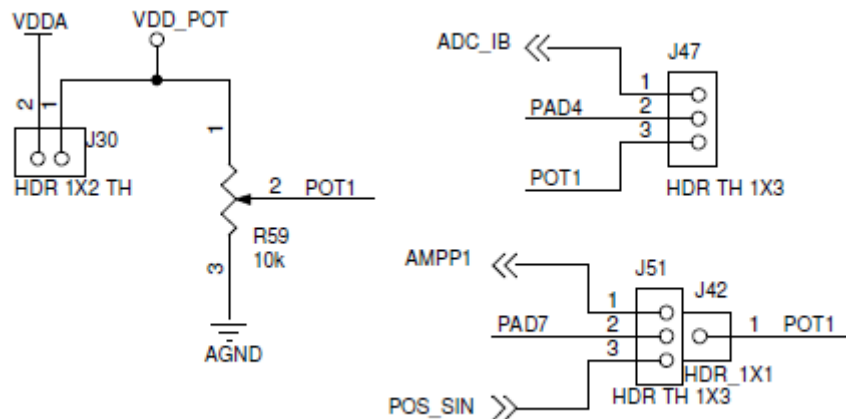 VDDA
VDD_POT
2
1
J30
HDR 1X2 TH
1
2
POT1
R59
10k
3
AGND
ADC_IB
J47
1
PAD4
2
3
POT1
HDR TH 1X3
AMPP1
J51
J42
1
PAD7
2
1
POT1
3
HDR_1X1
HDR TH 1X3
POS_SIN